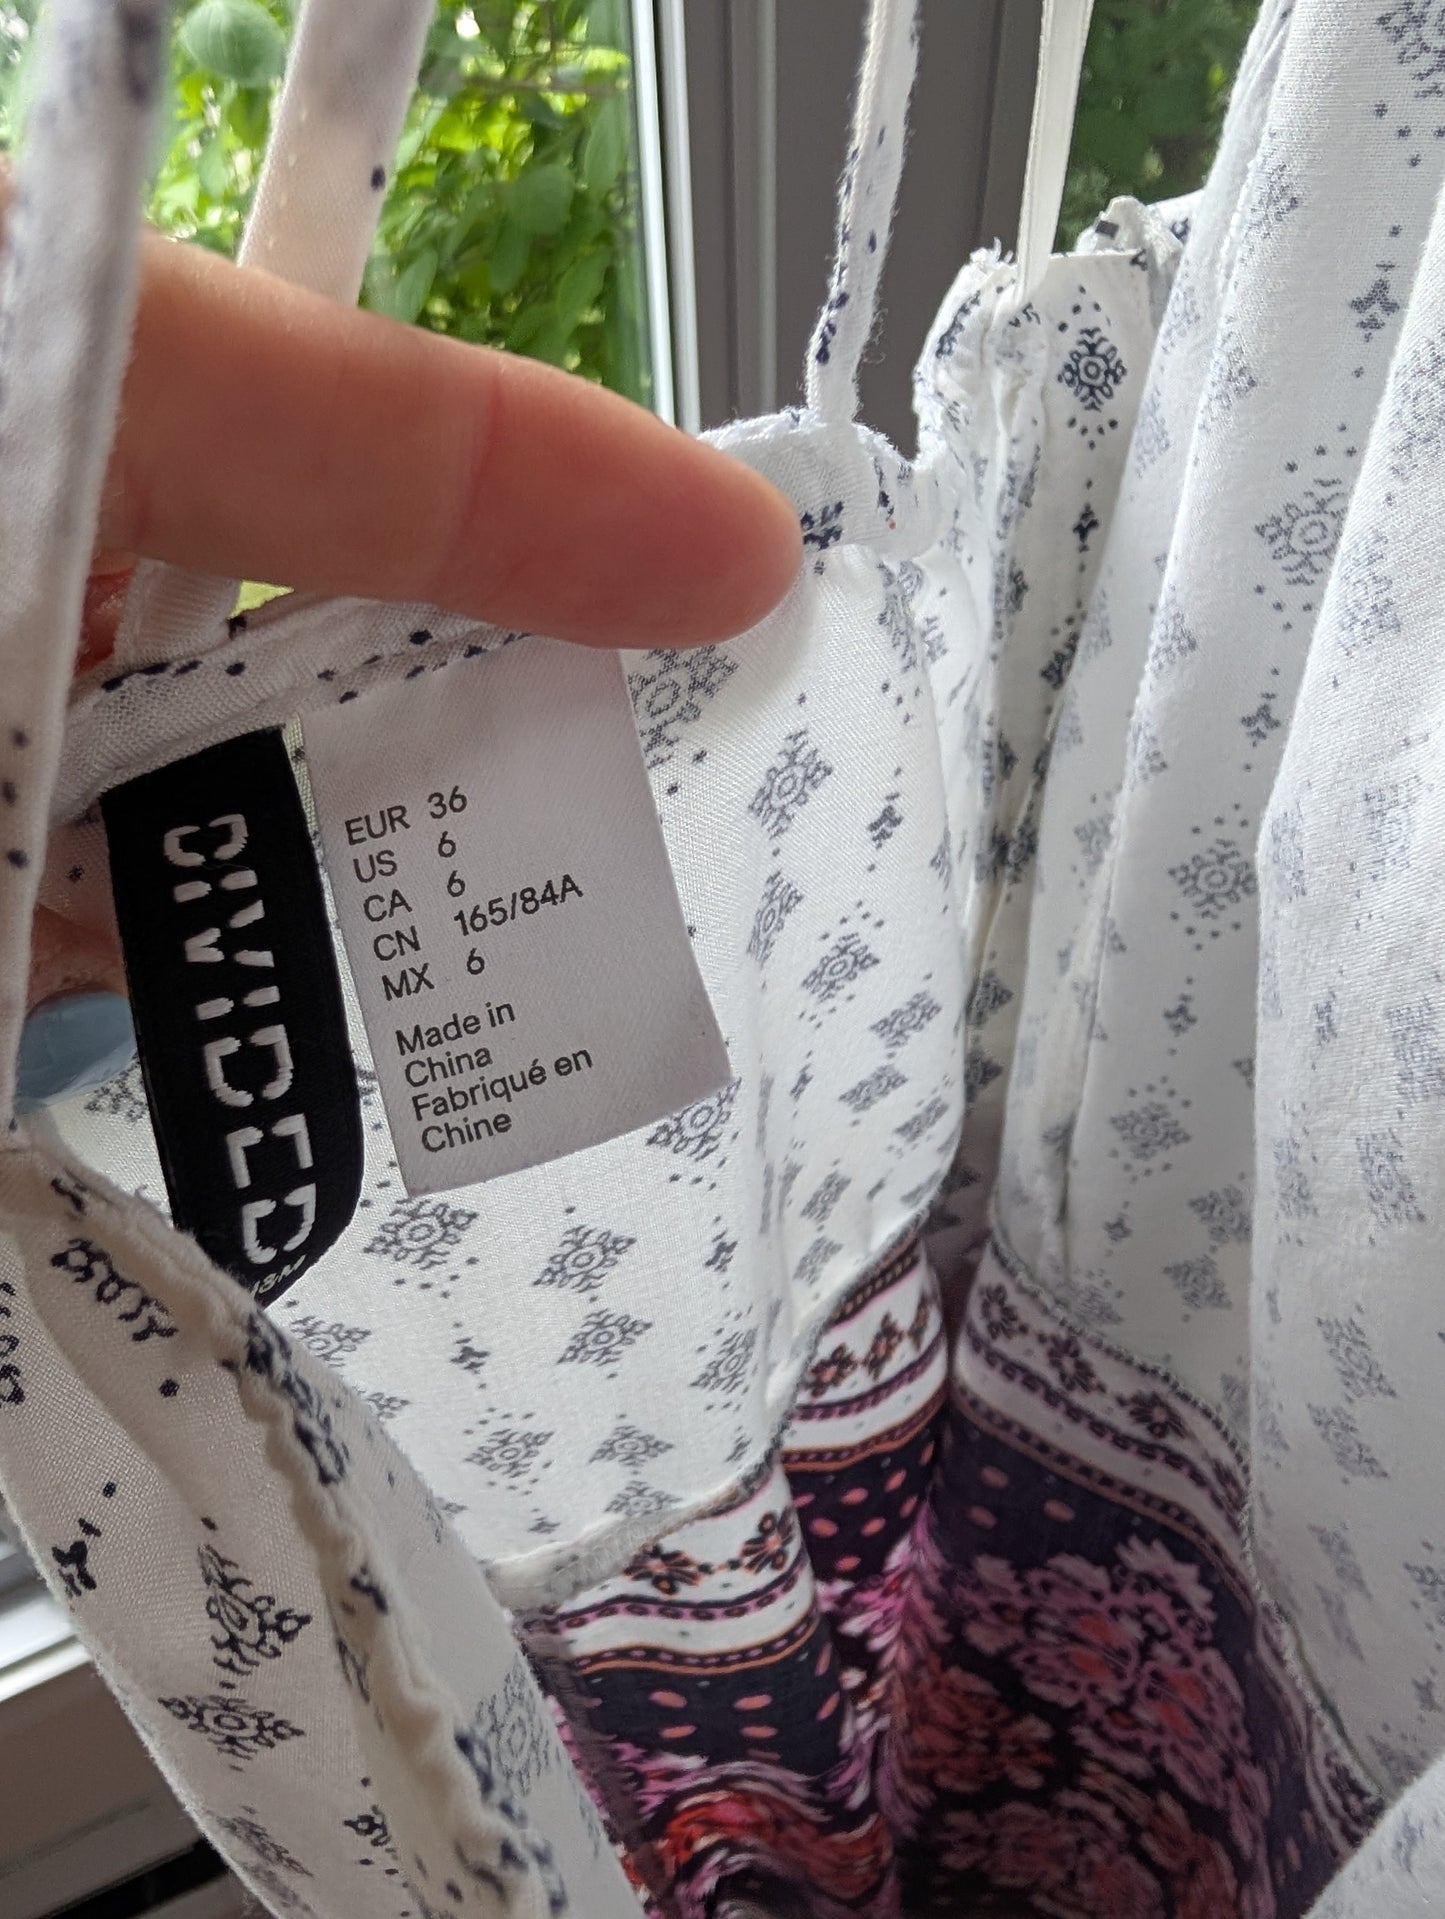 DIVIDED
EUR 36
US 6
CA 6
CN 165/84A
MX 6
Made in
China
Fabriqué en
Chine